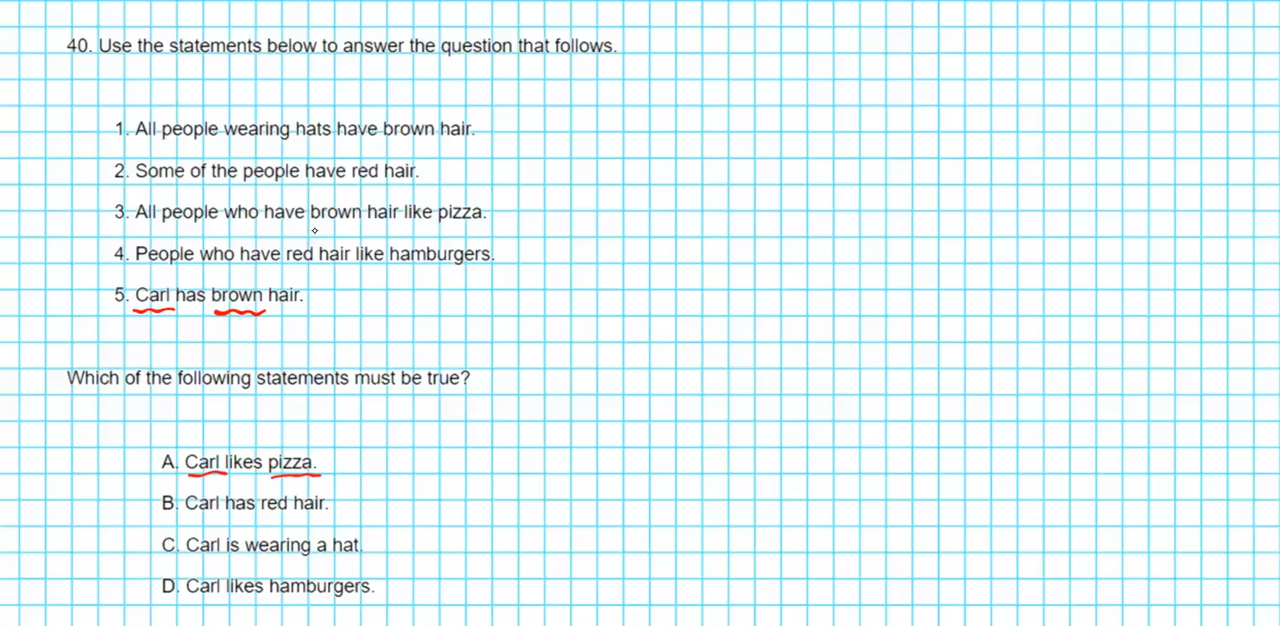 40. Use the statements below to answer the question that follows.
1. All people wearing hats have brown hair.
2. Some of the people have red hair.
3. All people who have brown hair like pizza.
4. People who have red hair like hamburgers.
5. Carl has brown hair.
Which of the following statements must be true?
A. Carl likes pizza.
B. Carl has red hair.
C. Carl is wearing a hat.
D. Carl likes hamburgers.